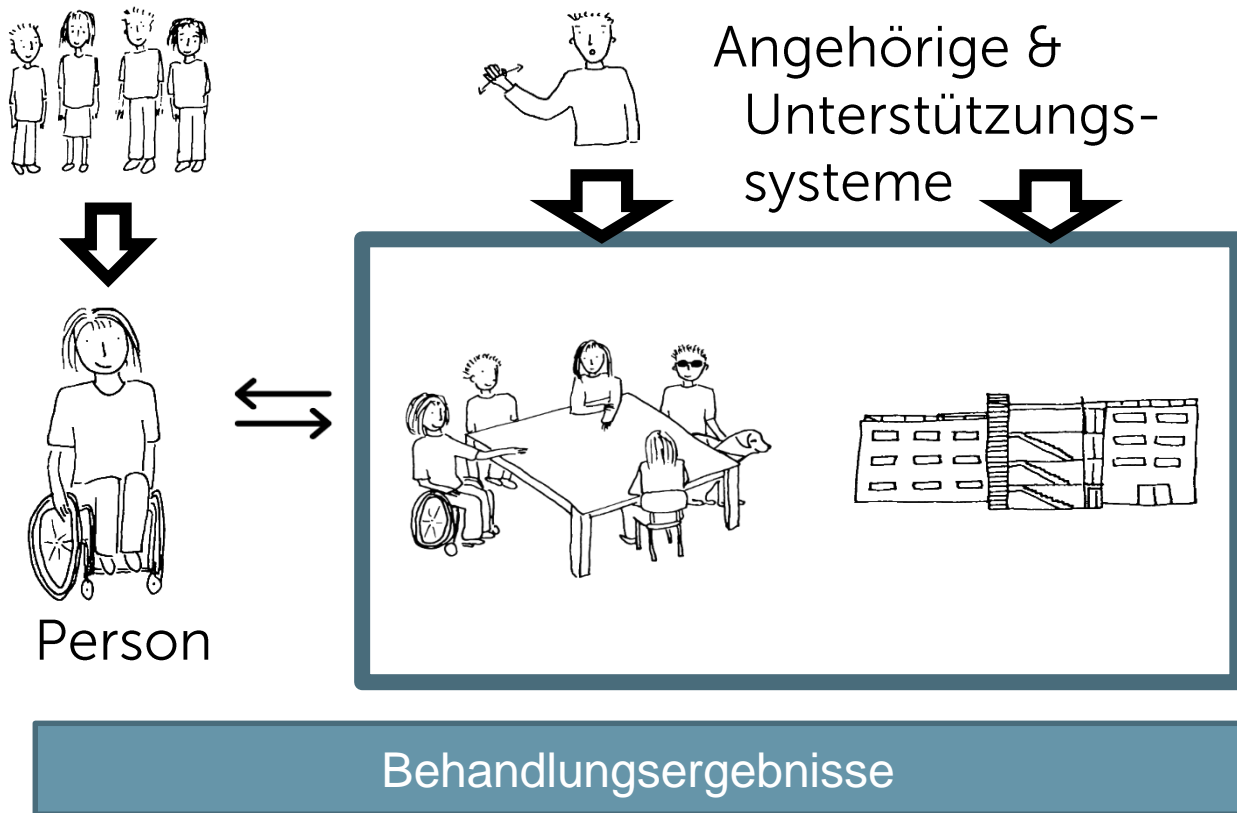 Angehörige &
Unterstützungs-
systeme
Person
Behandlungsergebnisse